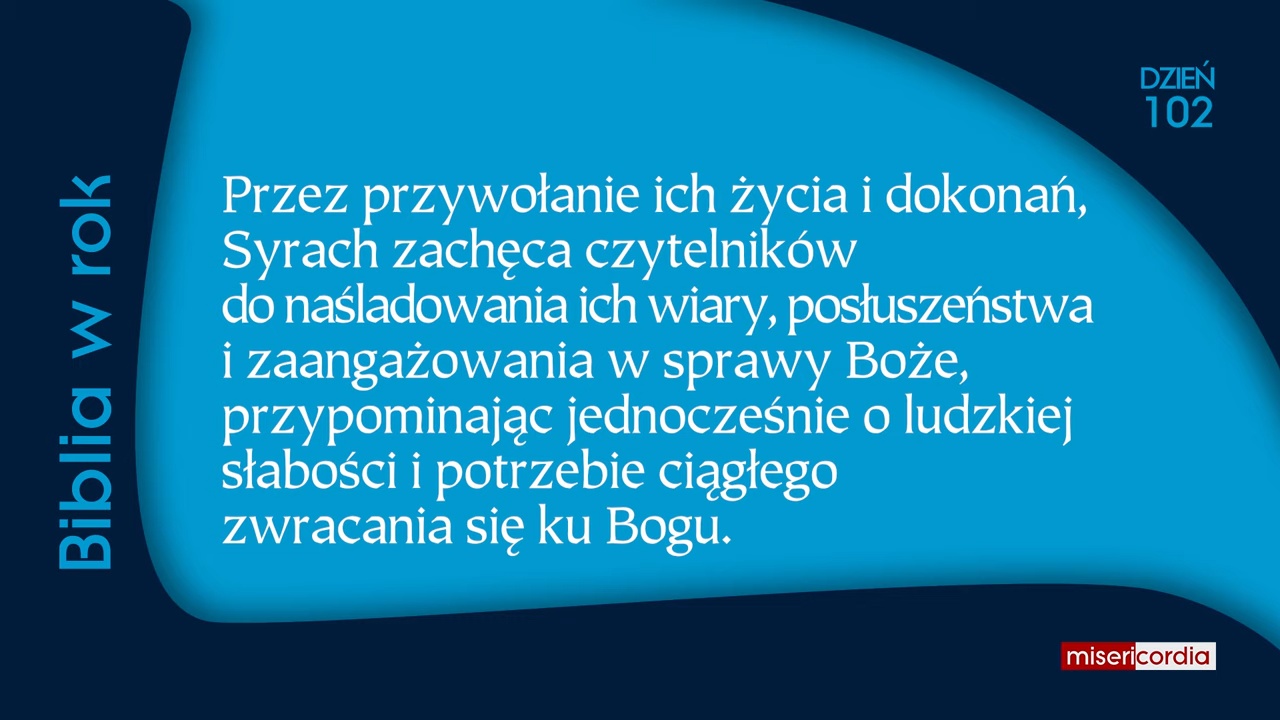 DZIEŃ
102
Biblia w rok
Przez przywołanie ich życia i dokonań,
Syrach zachęca czytelników
do naśladowania ich wiary, posłuszeństwa
i zaangażowania w sprawy Boże,
przypominając jednocześnie o ludzkiej
słabości i potrzebie ciągłego
zwracania się ku Bogu.
misericordia